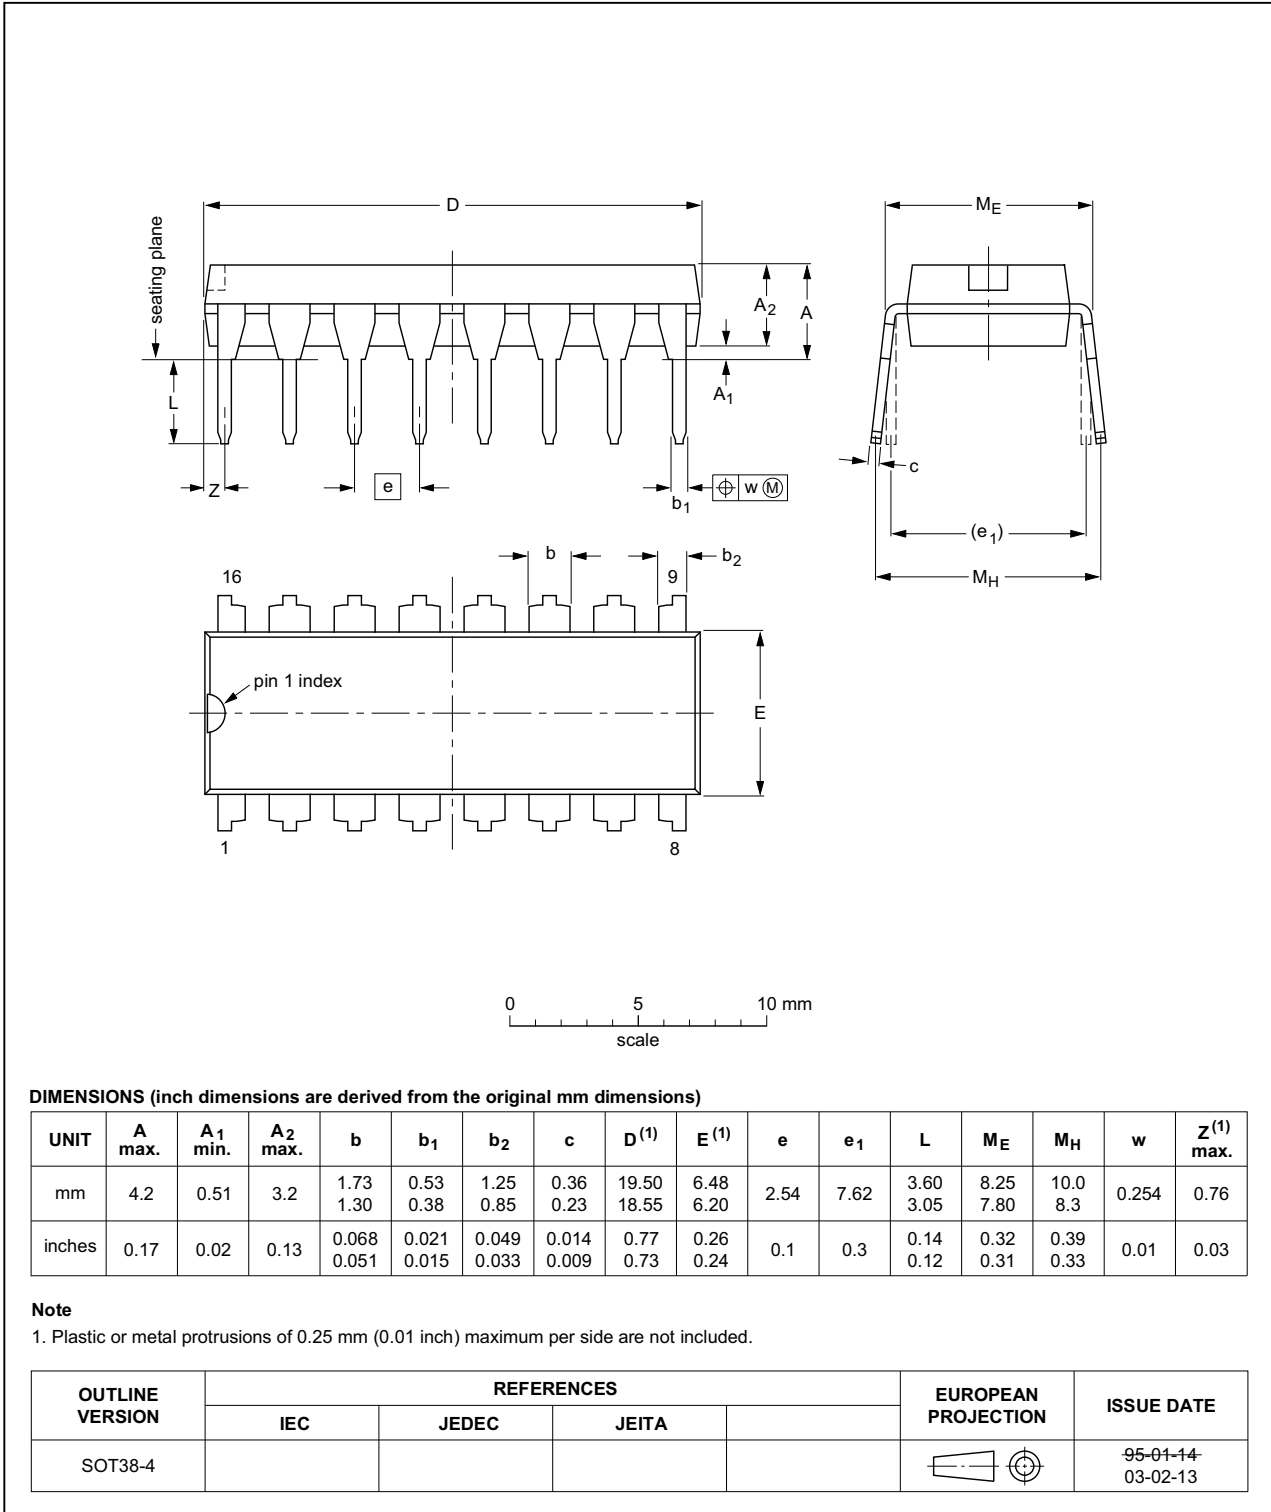 D
M_E
seating plane
A_2
A
A_1
L
c
Z
e
b_1
w Ⓜ
(e_1)
M_H
b
b_2
16
9
pin 1 index
E
1
8
0 5 10 mm
scale
DIMENSIONS (inch dimensions are derived from the original mm dimensions)
UNIT A max. A1 min. A2 max. b b1 b2 c D(1) E(1) e e1 L ME MH w Z(1) max.
mm 4.2 0.51 3.2 1.73 1.30 0.53 0.38 1.25 0.85 0.36 0.23 19.50 18.55 6.48 6.20 2.54 7.62 3.60 3.05 8.25 7.80 10.0 8.3 0.254 0.76
inches 0.17 0.02 0.13 0.068 0.051 0.021 0.015 0.049 0.033 0.014 0.009 0.77 0.73 0.26 0.24 0.1 0.3 0.14 0.12 0.32 0.31 0.39 0.33 0.01 0.03
Note
1. Plastic or metal protrusions of 0.25 mm (0.01 inch) maximum per side are not included.
OUTLINE VERSION
REFERENCES
EUROPEAN PROJECTION
ISSUE DATE
IEC JEDEC JEITA
SOT38-4
95-01-14
03-02-13